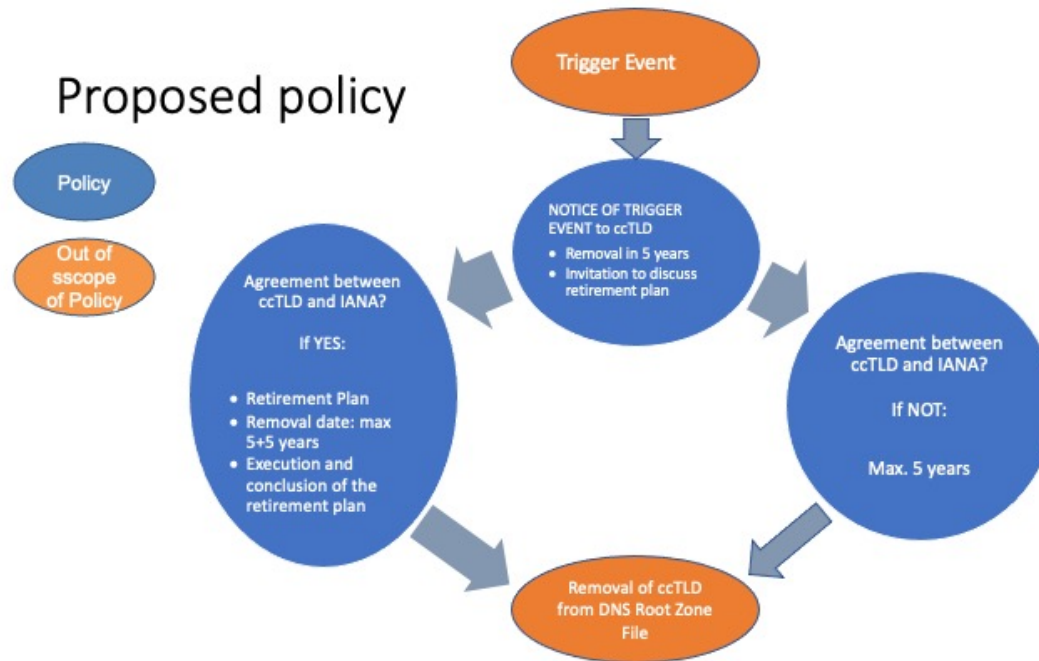 Trigger Event
Proposed policy
Policy
Out of
sscope
of Policy
NOTICE OF TRIGGER
EVENT to ccTLD
• Removal in 5 years
• Invitation to discuss
retirement plan
Agreement between
ccTLD and IANA?
If YES:
• Retirement Plan
• Removal date: max
5+5 years
• Execution and
conclusion of the
retirement plan
Agreement between
ccTLD and IANA?
If NOT:
Max. 5 years
Removal of ccTLD
from DNS Root Zone
File